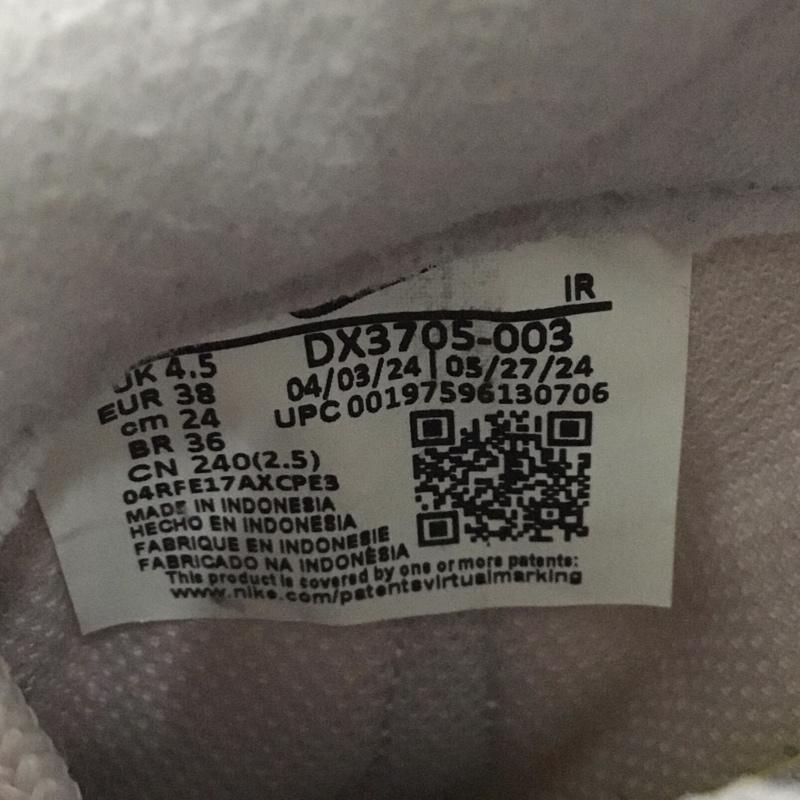 IR
DX3705-003
04/03/24 | 05/27/24
UPC 00197596130706
UK 4.5
EUR 38
cm 24
BR 36
CN 240(2.5)
04RFE17AXCPE3
MADE IN INDONESIA
HECHO EN INDONESIA
FABRIQUE EN INDONESIE
FABRICADO NA INDONÉSIA
This product is covered by one or more patents:
www.nike.com/patentsvirtualmarking